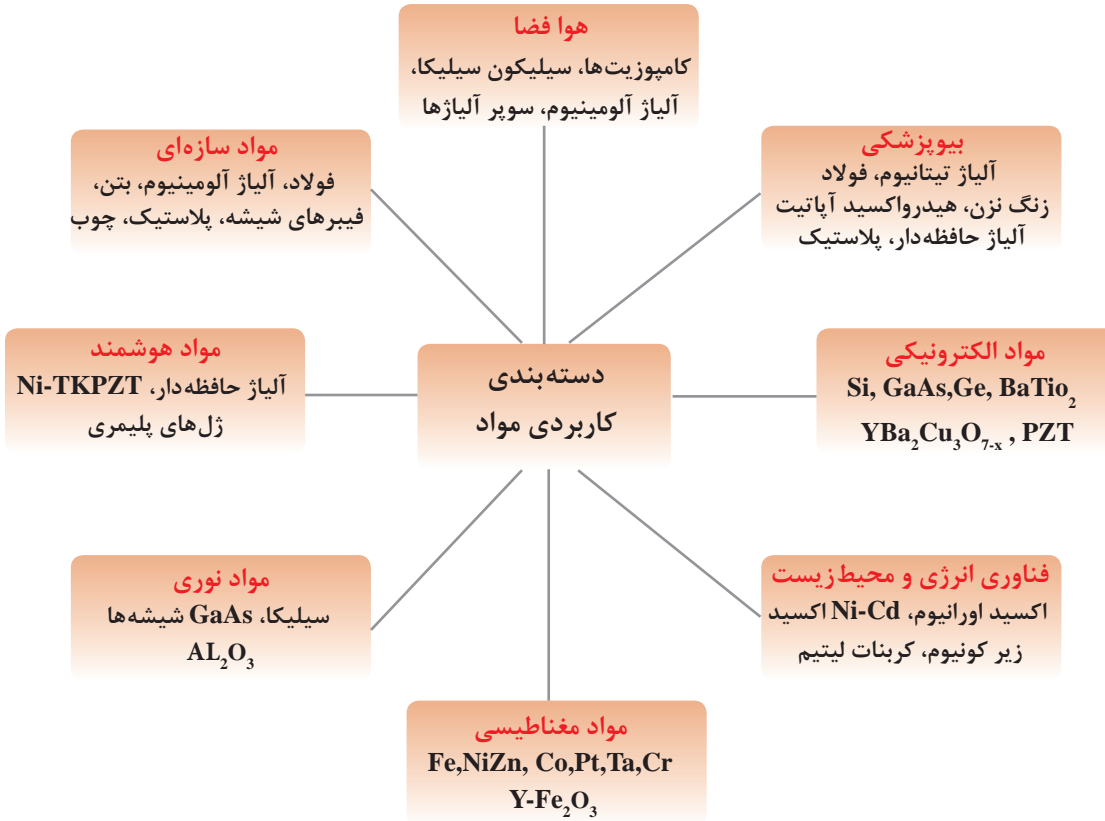 هوا فضا
کامپوزیت‌ها، سیلیکون سیلیکا،
آلیاژ آلومینیوم، سوپر آلیاژها
بیوپزشکی
آلیاژ تیتانیوم، فولاد
زنگ نزن، هیدرواکسید آپاتیت
آلیاژ حافظه‌دار، پلاستیک
مواد سازه‌ای
فولاد، آلیاژ آلومینیوم، بتن،
فیبرهای شیشه، پلاستیک، چوب
مواد الکترونیکی
Si, GaAs,Ge, BaTio₂
YBa₂Cu₃O₇₋ₓ , PZT
دسته‌بندی
کاربردی مواد
مواد هوشمند
آلیاژ حافظه‌دار، Ni-TKPZT
ژل‌های پلیمری
فناوری انرژی و محیط‌زیست
اکسید اورانیوم، Ni-Cd اکسید
زیر کونیوم، کربنات لیتیم
مواد نوری
سیلیکا، GaAs شیشه‌ها
AL₂O₃
مواد مغناطیسی
Fe,NiZn, Co,Pt,Ta,Cr
Y-Fe₂O₃